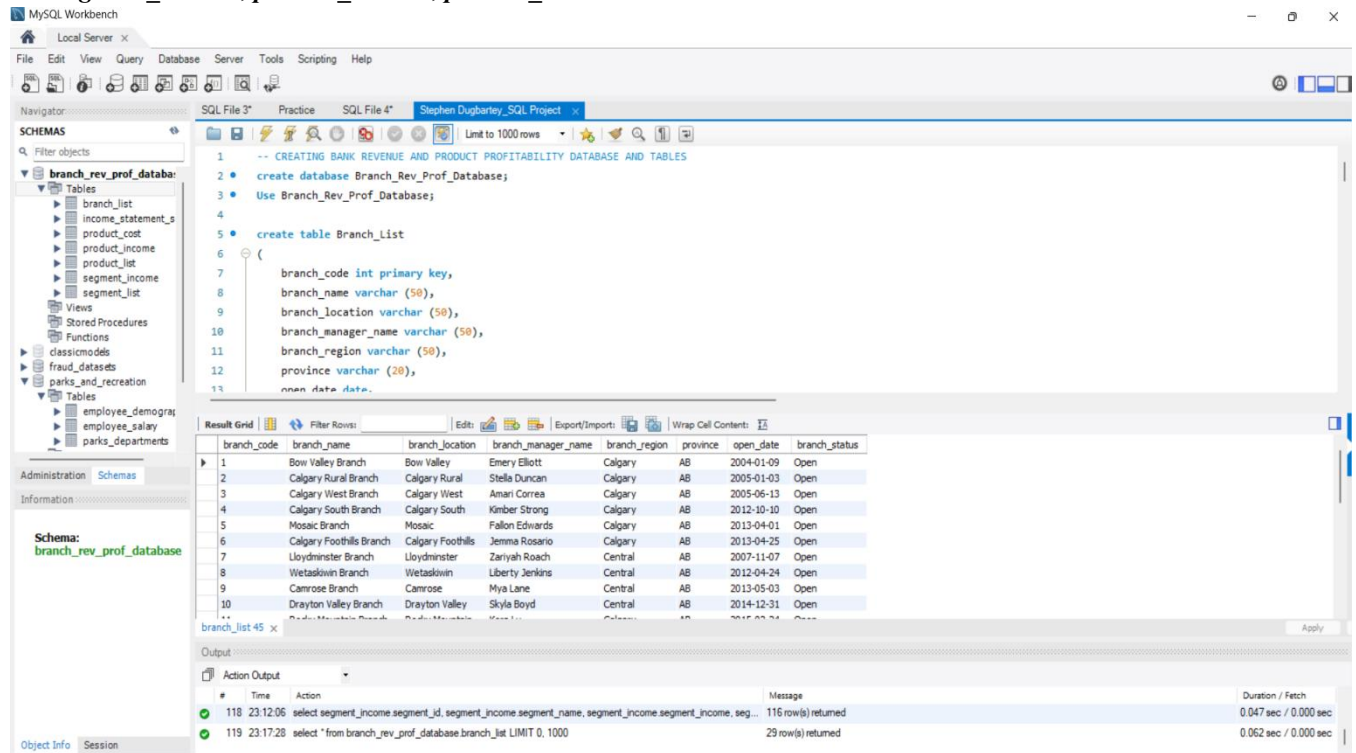 MySQL Workbench
Local Server
File Edit View Query Database Server Tools Scripting Help
Navigator
SCHEMAS
Filter objects
branch_rev_prof_databa
Tables
branch_list
income_statement_s
product_cost
product_income
product_list
segment_income
segment_list
Views
Stored Procedures
Functions
classicmodels
fraud_datasets
parks_and_recreation
Tables
employee_demograp
employee_salary
parks_departments
Administration Schemas
Information
Schema:
branch_rev_prof_database
Object Info Session
SQL File 3* Practice SQL File 4* Stephen Dugbartey_SQL Project
Limit to 1000 rows
1 -- CREATING BANK REVENUE AND PRODUCT PROFITABILITY DATABASE AND TABLES
2 create database Branch_Rev_Prof_Database;
3 Use Branch_Rev_Prof_Database;
4
5 create table Branch_List
6 (
7 branch_code int primary key,
8 branch_name varchar (50),
9 branch_location varchar (50),
10 branch_manager_name varchar (50),
11 branch_region varchar (50),
12 province varchar (20),
13 open_date date,
Result Grid Filter Rows: Edit: Export/Import: Wrap Cell Content:
branch_code branch_name branch_location branch_manager_name branch_region province open_date branch_status
1 Bow Valley Branch Bow Valley Emery Elliott Calgary AB 2004-01-09 Open
2 Calgary Rural Branch Calgary Rural Stella Duncan Calgary AB 2005-01-03 Open
3 Calgary West Branch Calgary West Amari Correa Calgary AB 2005-06-13 Open
4 Calgary South Branch Calgary South Kimber Strong Calgary AB 2012-10-10 Open
5 Mosaic Branch Mosaic Fallon Edwards Calgary AB 2013-04-01 Open
6 Calgary Foothills Branch Calgary Foothills Jemma Rosario Calgary AB 2013-04-25 Open
7 Lloydminster Branch Lloydminster Zariyah Roach Central AB 2007-11-07 Open
8 Wetaskiwin Branch Wetaskiwin Liberty Jenkins Central AB 2012-04-24 Open
9 Camrose Branch Camrose Mya Lane Central AB 2013-05-03 Open
10 Drayton Valley Branch Drayton Valley Skyla Boyd Central AB 2014-12-31 Open
branch_list 45 Apply
Output
Action Output
# Time Action Message Duration / Fetch
118 23:12:06 select segment_income.segment_id, segment_income.segment_name, segment_income.segment_income, seg... 116 row(s) returned 0.047 sec / 0.000 sec
119 23:17:28 select * from branch_rev_prof_database.branch_list LIMIT 0, 1000 29 row(s) returned 0.062 sec / 0.000 sec